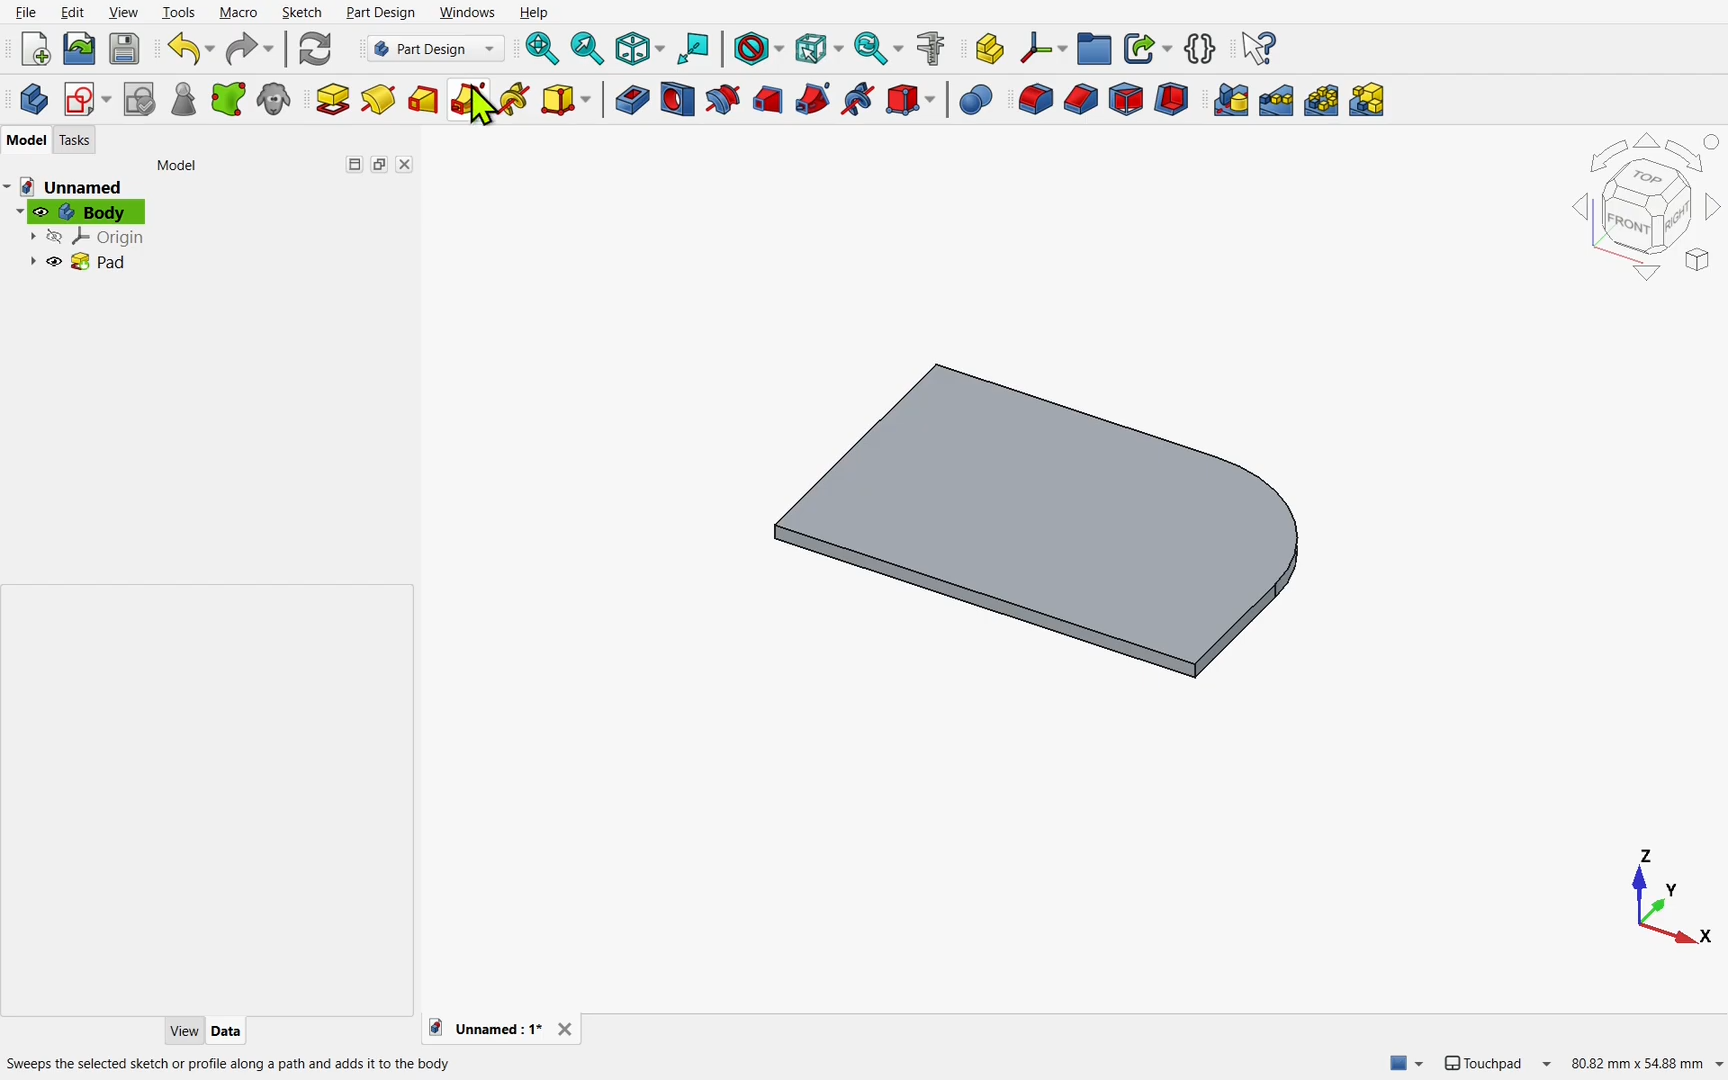 File Edit View Tools Macro Sketch Part Design Windows Help
Part Design
Model Tasks
Model
Unnamed
Body
Origin
Pad
TOP
FRONT
RIGHT
Z
Y
X
View Data
Unnamed : 1*
Sweeps the selected sketch or profile along a path and adds it to the body
Touchpad
80.82 mm x 54.88 mm